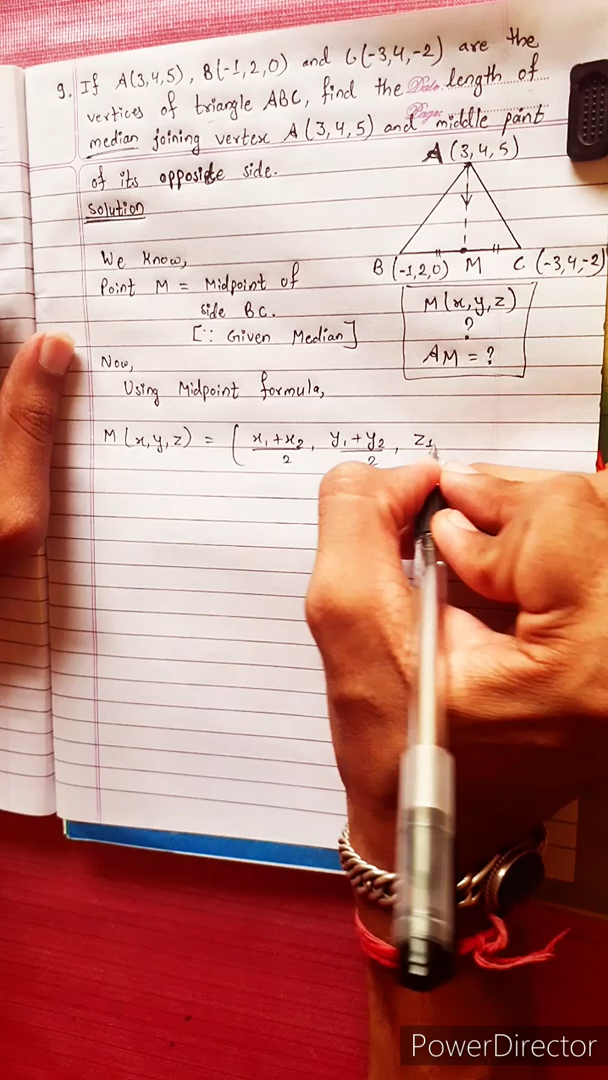 9. If A(3,4,5), B(-1,2,0) and C(-3,4,-2) are the
vertices of triangle ABC, find the length of
Date
median joining vertex A (3,4,5) and middle point
Page
of its opposite side.
A (3,4,5)
Solution
B (-1,2,0) M C (-3,4,-2)
We know,
Point M = Midpoint of
side BC.
[∵ Given Median]
M(x,y,z)
?
AM = ?
Now,
Using Midpoint formula,
M(x,y,z) = ( x₁+x₂/2, y₁+y₂/2, z₁
PowerDirector